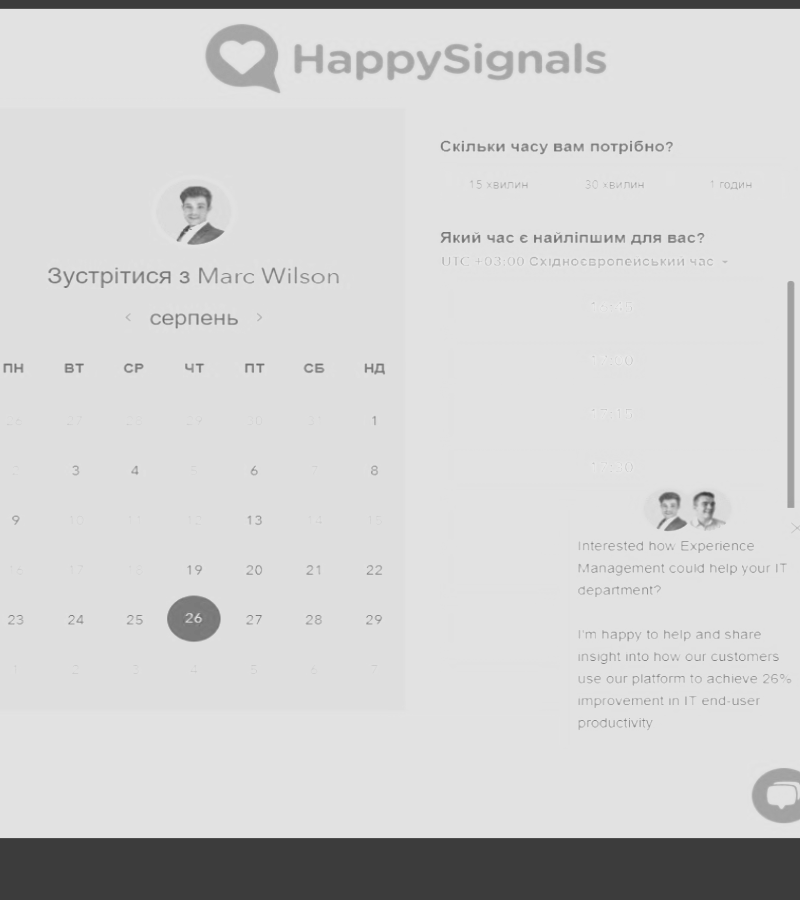 HappySignals
Зустрітися з Marc Wilson
серпень
ПН ВТ СР ЧТ ПТ СБ НД
26 27 28 29 30 31 1
2 3 4 5 6 7 8
9 10 11 12 13 14 15
16 17 18 19 20 21 22
23 24 25 26 27 28 29
1 2 3 4 5 6 7
Скільки часу вам потрібно?
15 хвилин 30 хвилин 1 годин
Який час є найліпшим для вас?
UTC +03:00 Східноєвропейський час
16:45
17:00
17:15
17:30
Interested how Experience
Management could help your IT
department?
I'm happy to help and share
insight into how our customers
use our platform to achieve 26%
improvement in IT end-user
productivity